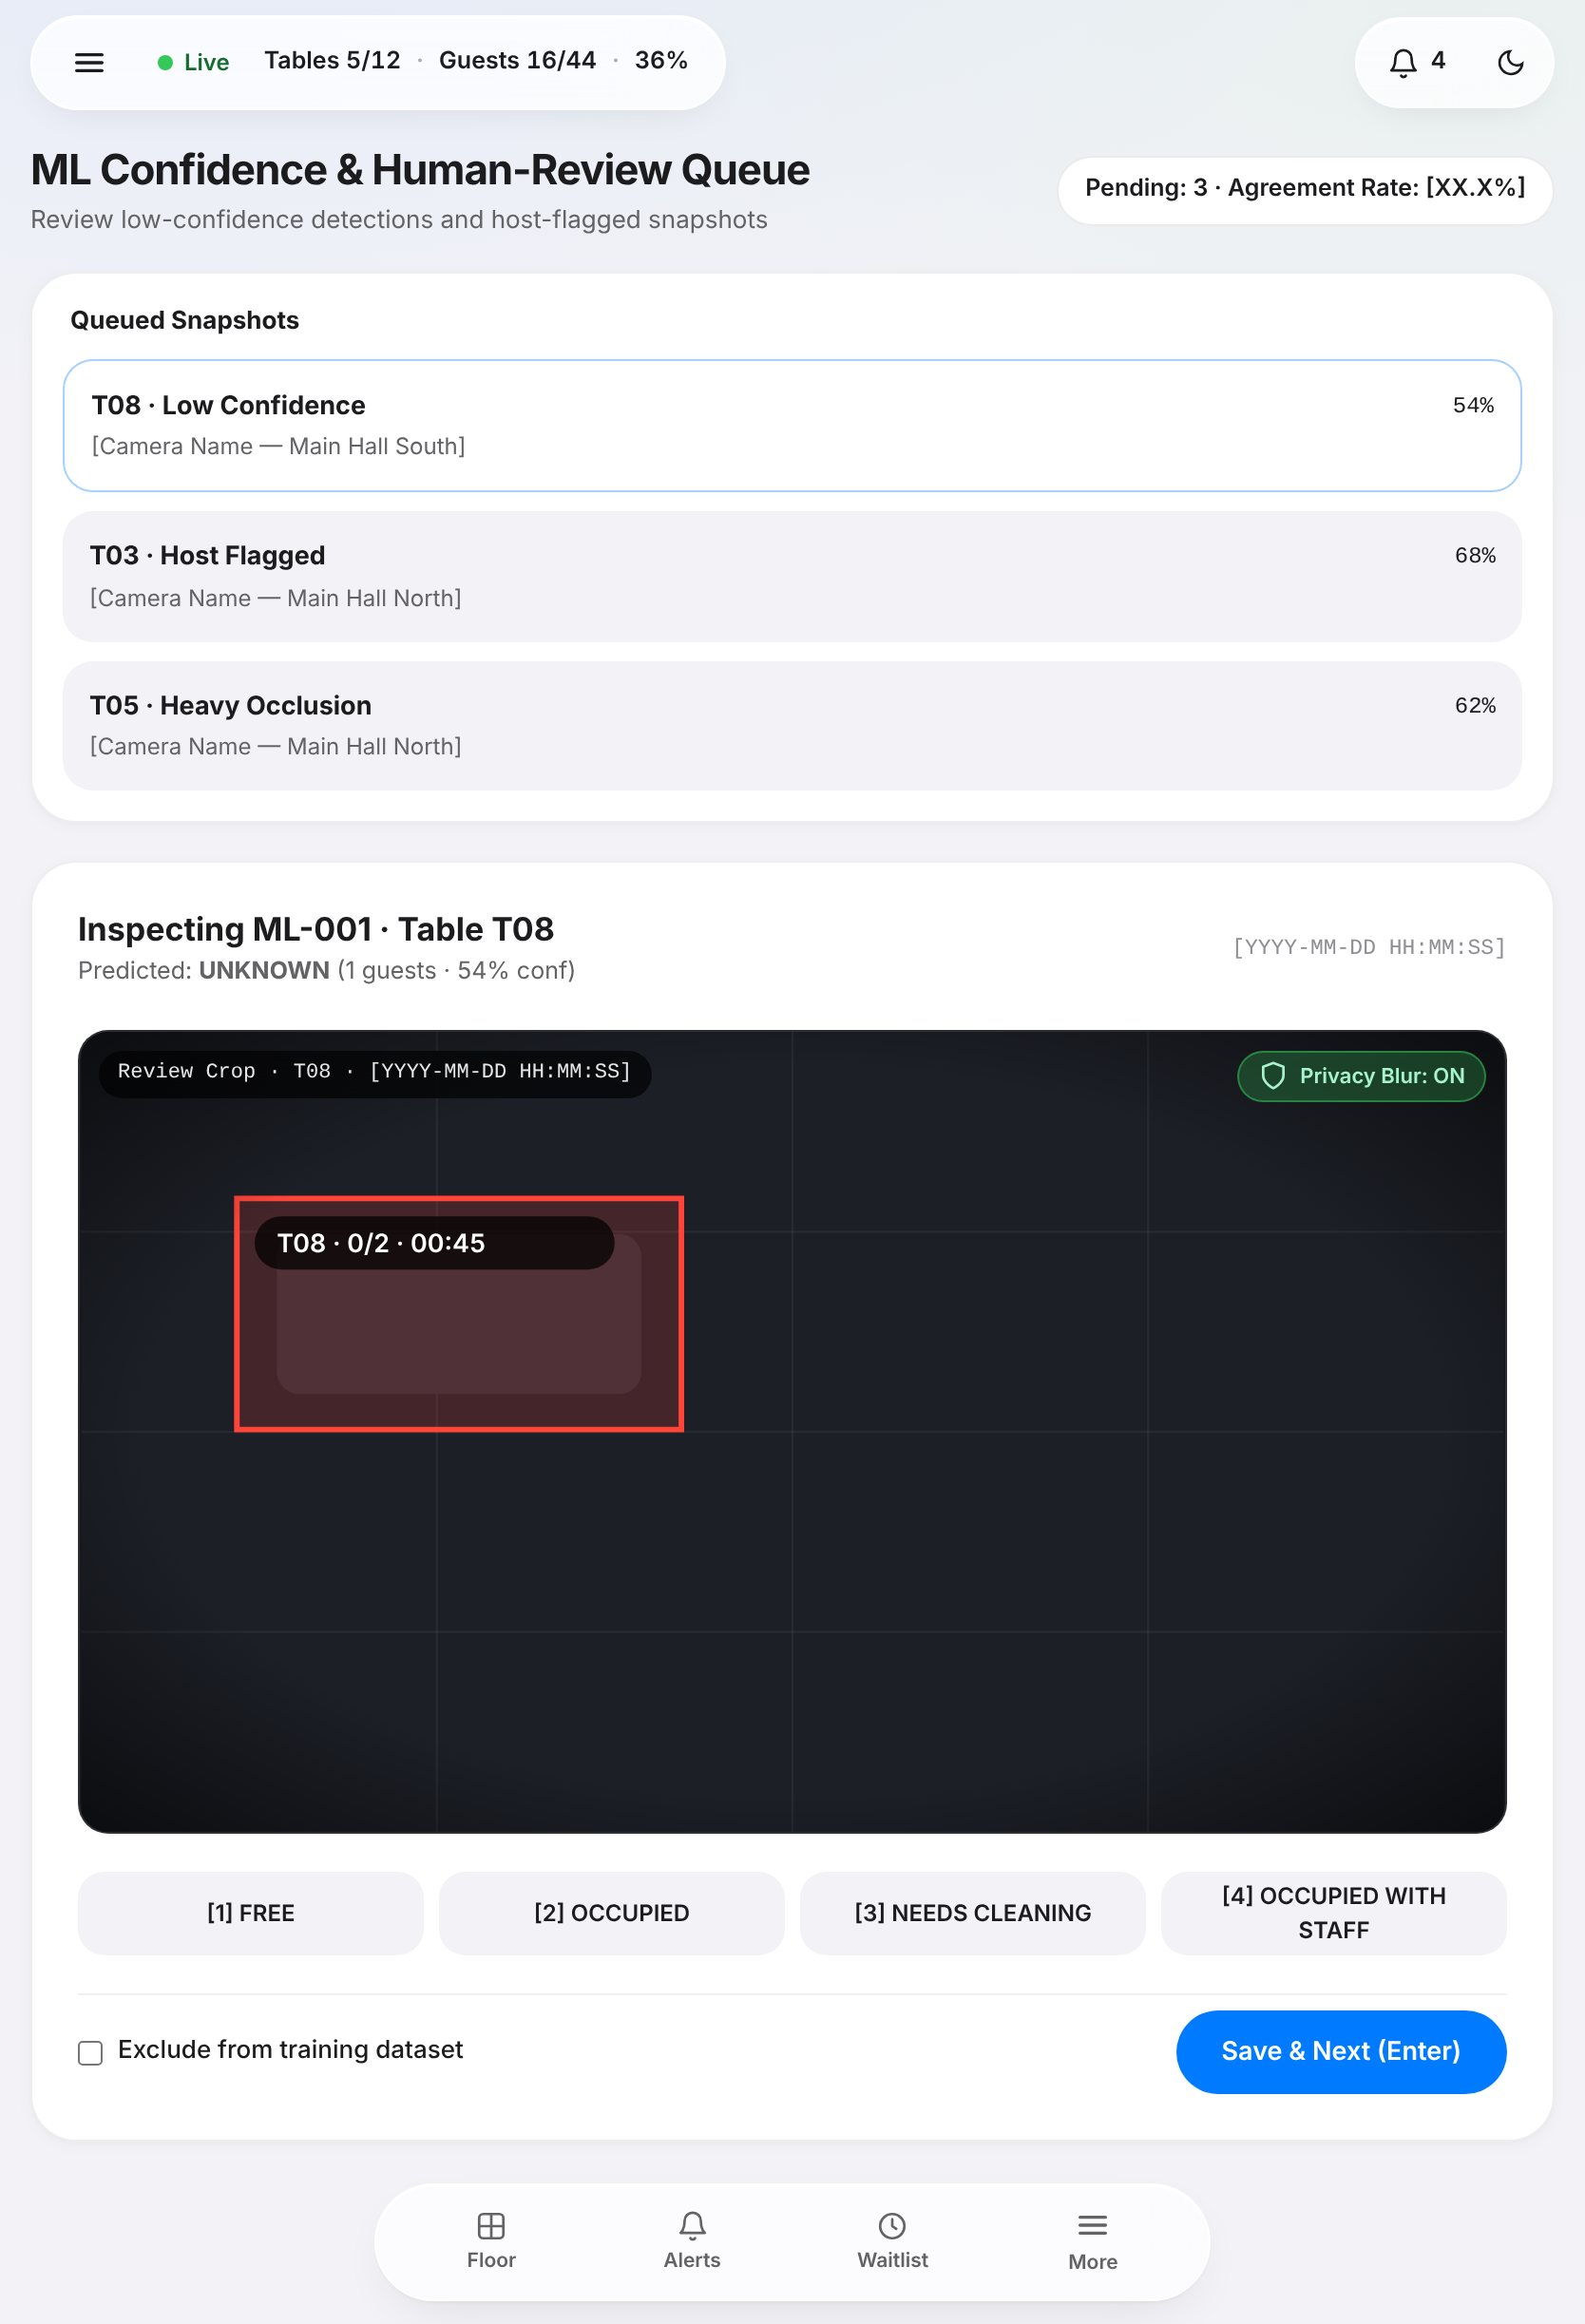 Live Tables 5/12 · Guests 16/44 · 36%
4
ML Confidence & Human-Review Queue
Review low-confidence detections and host-flagged snapshots
Pending: 3 · Agreement Rate: [XX.X%]
Queued Snapshots
T08 · Low Confidence
54%
[Camera Name — Main Hall South]
T03 · Host Flagged
68%
[Camera Name — Main Hall North]
T05 · Heavy Occlusion
62%
[Camera Name — Main Hall North]
Inspecting ML-001 · Table T08
Predicted: UNKNOWN (1 guests · 54% conf)
[YYYY-MM-DD HH:MM:SS]
Review Crop · T08 · [YYYY-MM-DD HH:MM:SS]
Privacy Blur: ON
T08 · 0/2 · 00:45
[1] FREE
[2] OCCUPIED
[3] NEEDS CLEANING
[4] OCCUPIED WITH
STAFF
Exclude from training dataset
Save & Next (Enter)
Floor
Alerts
Waitlist
More